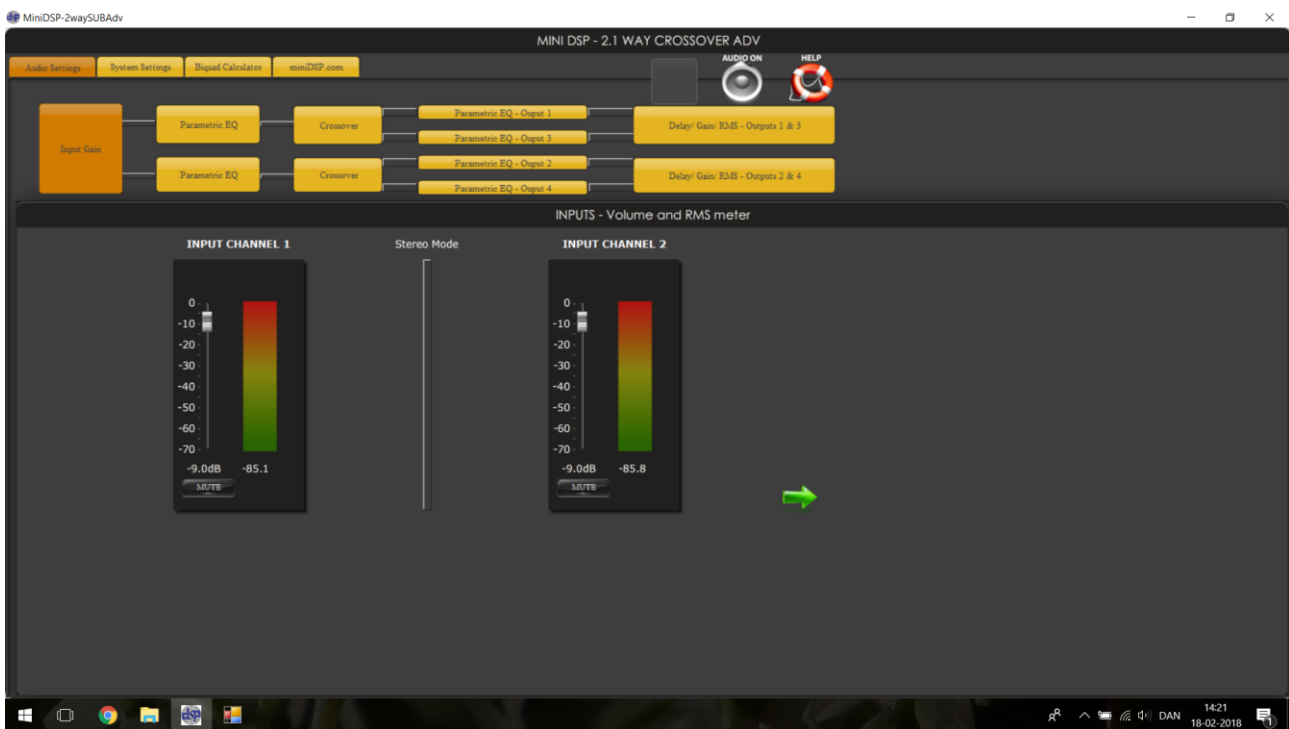 MiniDSP-2waySUBAdv
MINI DSP - 2.1 WAY CROSSOVER ADV
Audio Settings System Settings Biquad Calculator miniDSP.com
AUDIO ON HELP
Input Gain
Parametric EQ Crossover
Parametric EQ - Ouput 1
Parametric EQ - Ouput 3
Delay/ Gain/ RMS - Outputs 1 & 3
Parametric EQ Crossover
Parametric EQ - Ouput 2
Parametric EQ - Ouput 4
Delay/ Gain/ RMS - Outputs 2 & 4
INPUTS - Volume and RMS meter
INPUT CHANNEL 1
0
-10
-20
-30
-40
-50
-60
-70
-9.0dB -85.1
MUTE
Stereo Mode
INPUT CHANNEL 2
0
-10
-20
-30
-40
-50
-60
-70
-9.0dB -85.8
MUTE
dsp
DAN
14:21
18-02-2018
1